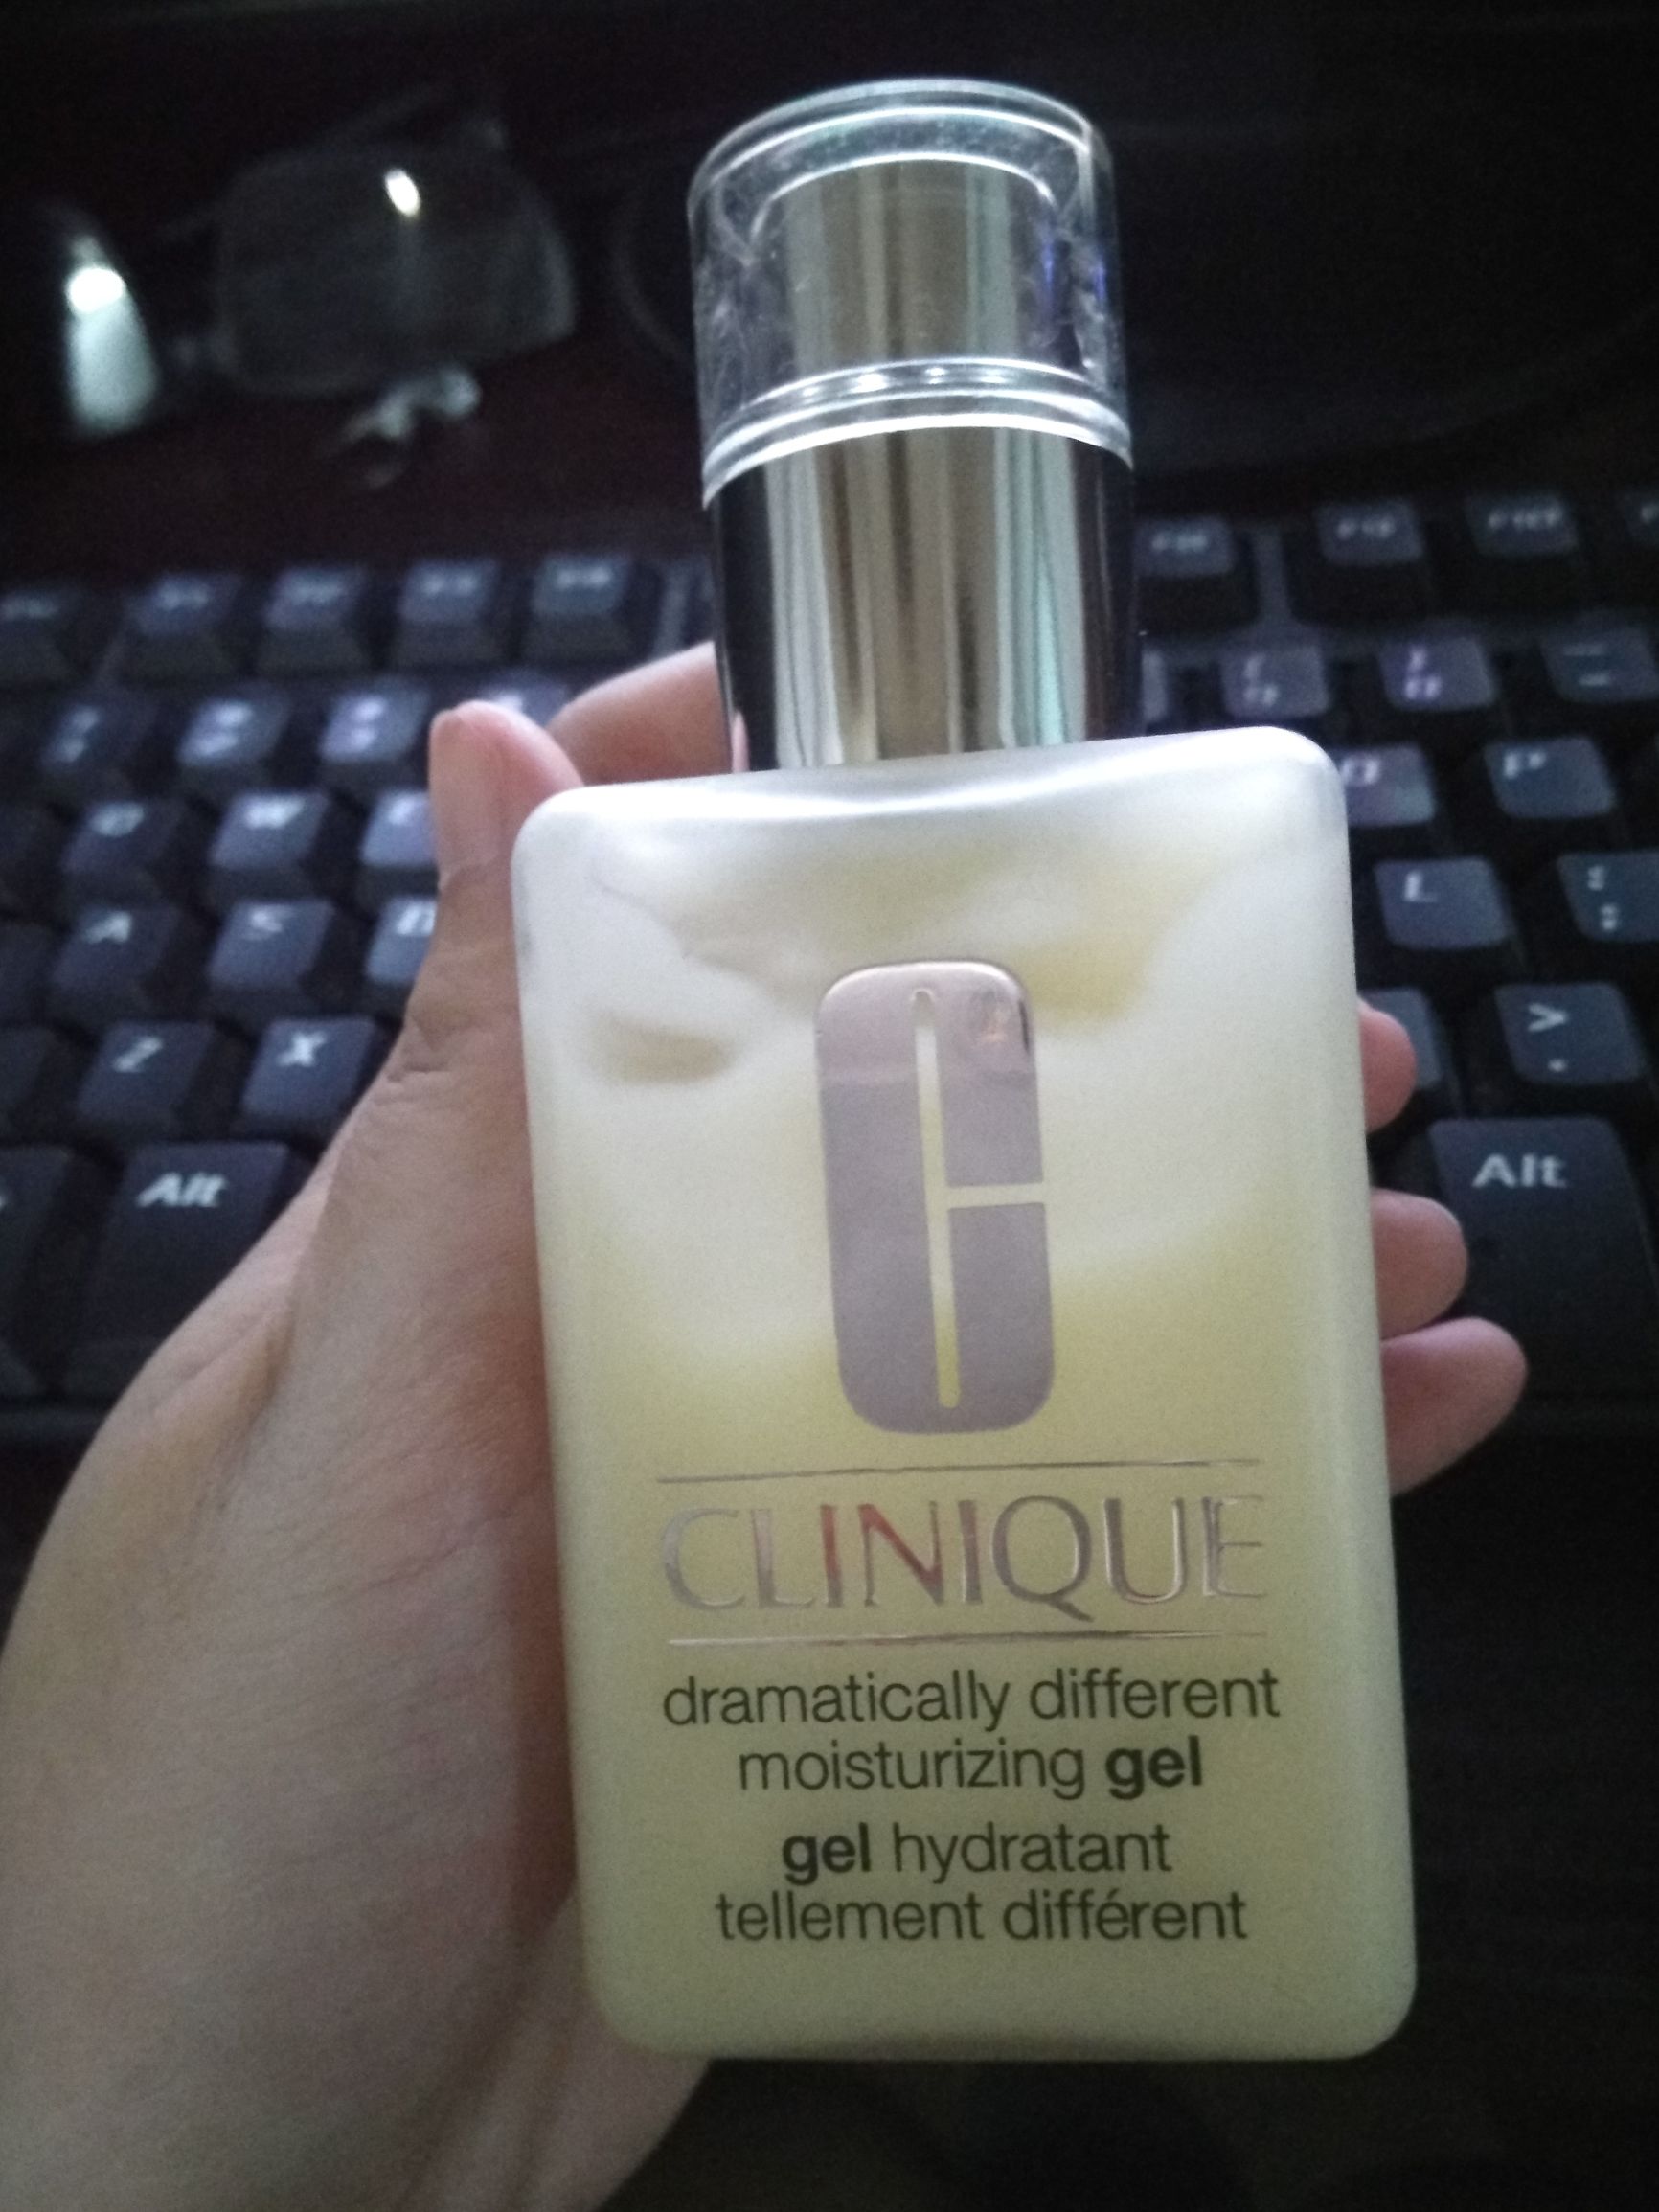 C
CLINIQUE
dramatically different
moisturizing gel
gel hydratant
tellement différent
W
P
A
S
D
L
Z
X
>
.
Alt
Alt